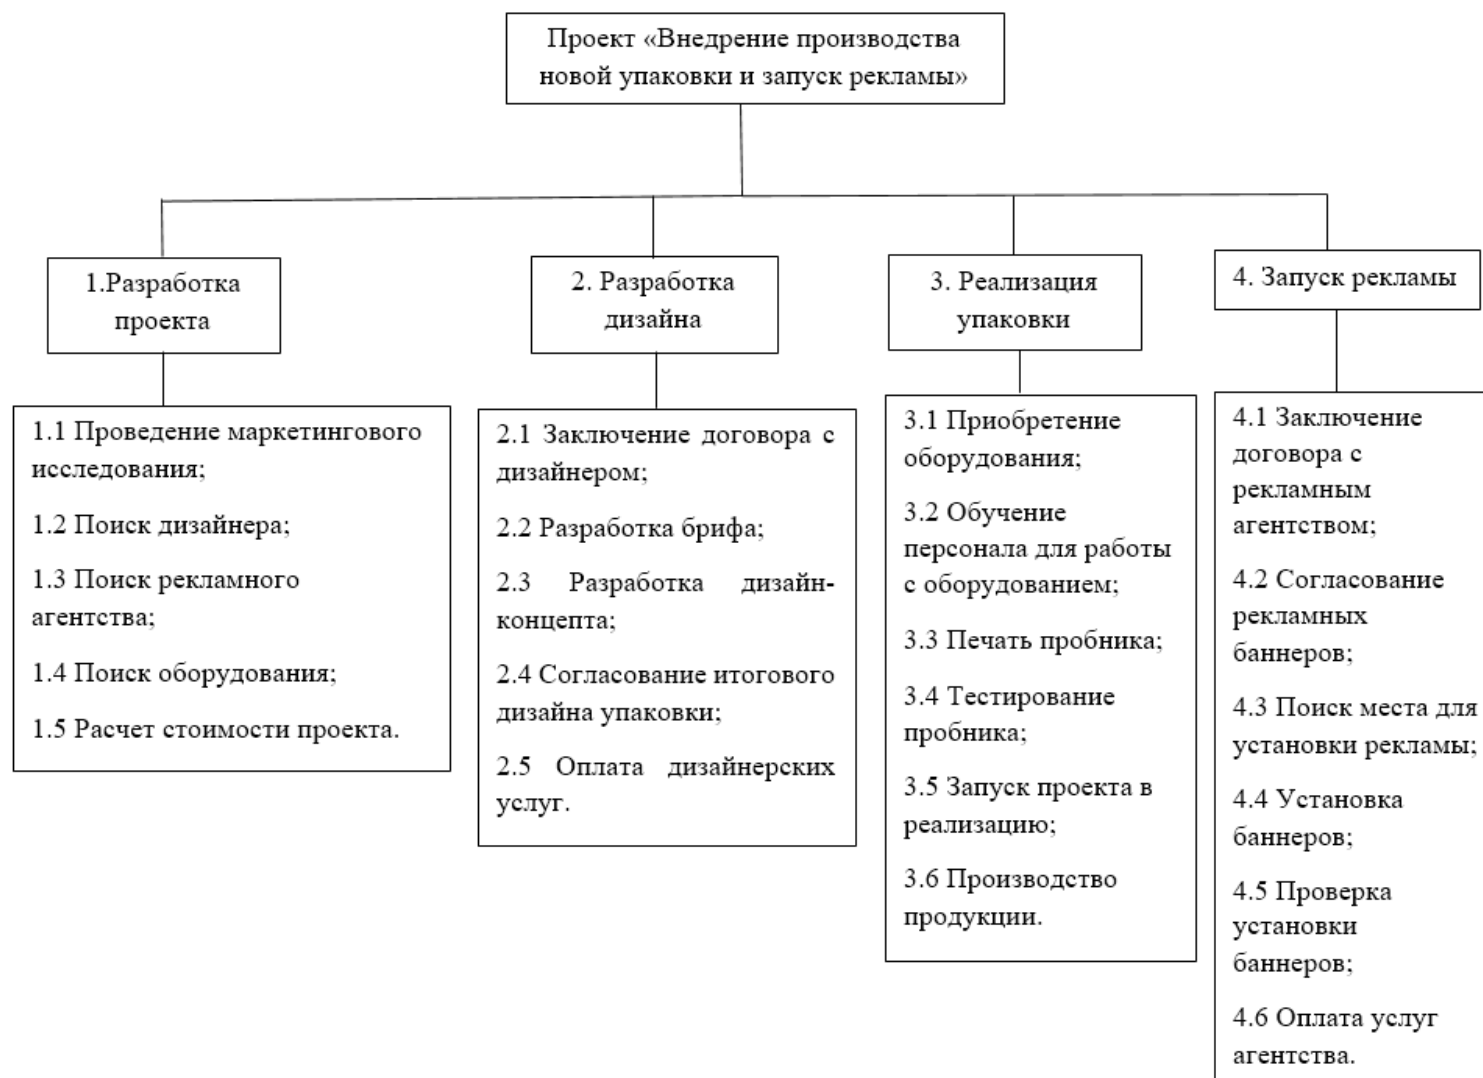 Проект «Внедрение производства
новой упаковки и запуск рекламы»
1.Разработка
проекта
2. Разработка
дизайна
3. Реализация
упаковки
4. Запуск рекламы
1.1 Проведение маркетингового
исследования;
1.2 Поиск дизайнера;
1.3 Поиск рекламного
агентства;
1.4 Поиск оборудования;
1.5 Расчет стоимости проекта.
2.1 Заключение договора с
дизайнером;
2.2 Разработка брифа;
2.3 Разработка дизайн-
концепта;
2.4 Согласование итогового
дизайна упаковки;
2.5 Оплата дизайнерских
услуг.
3.1 Приобретение
оборудования;
3.2 Обучение
персонала для работы
с оборудованием;
3.3 Печать пробника;
3.4 Тестирование
пробника;
3.5 Запуск проекта в
реализацию;
3.6 Производство
продукции.
4.1 Заключение
договора с
рекламным
агентством;
4.2 Согласование
рекламных
баннеров;
4.3 Поиск места для
установки рекламы;
4.4 Установка
баннеров;
4.5 Проверка
установки
баннеров;
4.6 Оплата услуг
агентства.